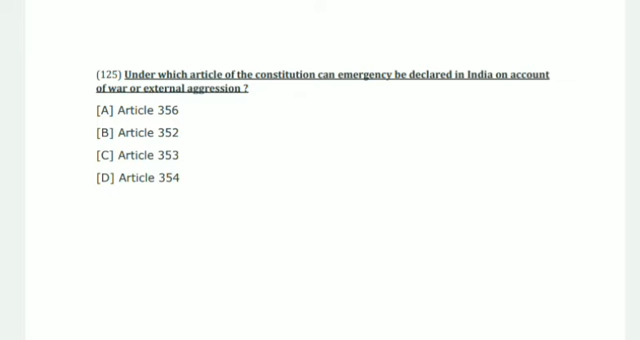 (125) Under which article of the constitution can emergency be declared in India on account
of war or external aggression ?
[A] Article 356
[B] Article 352
[C] Article 353
[D] Article 354